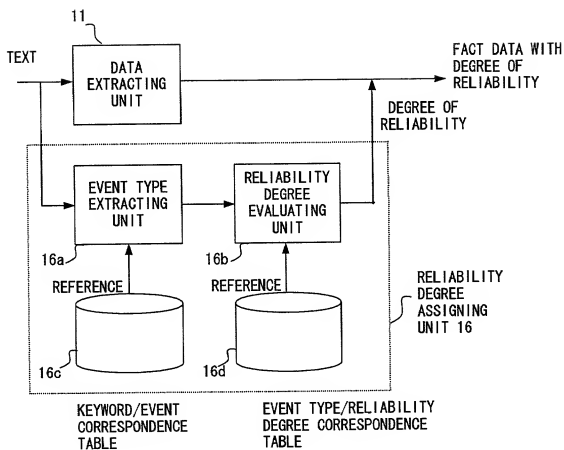 11
TEXT
DATA
EXTRACTING
UNIT
FACT DATA WITH
DEGREE OF
RELIABILITY
DEGREE OF
RELIABILITY
EVENT TYPE
EXTRACTING
UNIT
RELIABILITY
DEGREE
EVALUATING
UNIT
16a
16b
REFERENCE
REFERENCE
RELIABILITY
DEGREE
ASSIGNING
UNIT 16
16c
16d
KEYWORD/EVENT
CORRESPONDENCE
TABLE
EVENT TYPE/RELIABILITY
DEGREE CORRESPONDENCE
TABLE